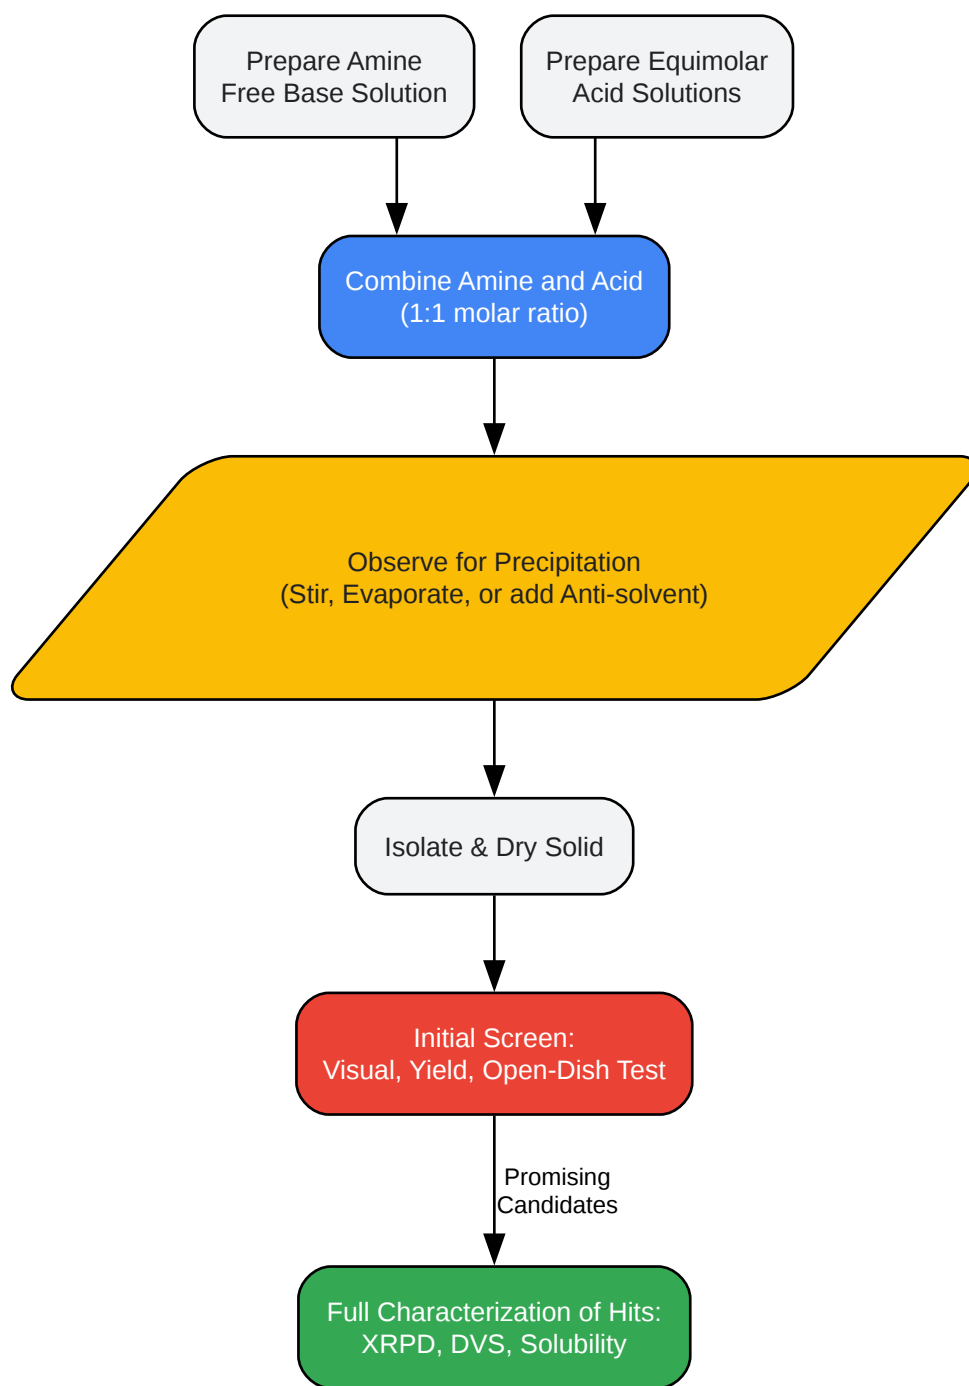 Prepare Amine
Free Base Solution
Prepare Equimolar
Acid Solutions
Combine Amine and Acid
(1:1 molar ratio)
Observe for Precipitation
(Stir, Evaporate, or add Anti-solvent)
Isolate & Dry Solid
Initial Screen:
Visual, Yield, Open-Dish Test
Promising
Candidates
Full Characterization of Hits:
XRPD, DVS, Solubility